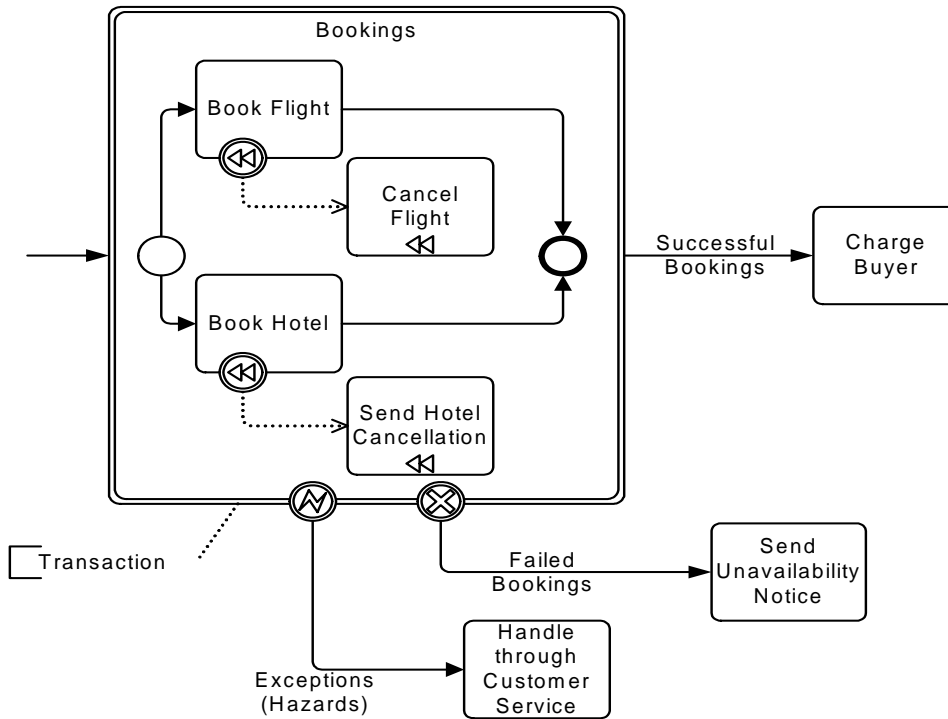 Bookings
Book Flight
Cancel
Flight
Book Hotel
Send Hotel
Cancellation
Successful
Bookings
Charge
Buyer
Transaction
Failed
Bookings
Send
Unavailability
Notice
Exceptions
(Hazards)
Handle
through
Customer
Service